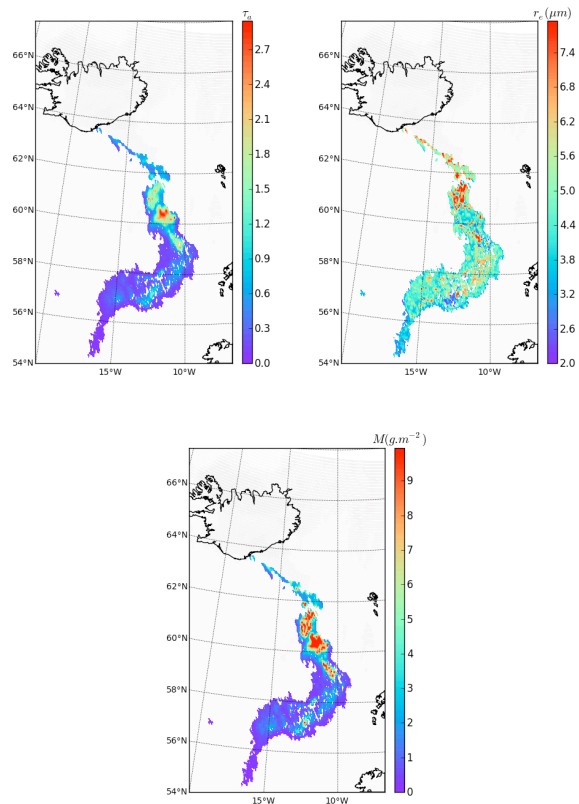 τ_a
2.7
2.4
2.1
1.8
1.5
1.2
0.9
0.6
0.3
0.0
66°N
64°N
62°N
60°N
58°N
56°N
54°N
15°W 10°W
r_e (μm)
7.4
6.8
6.2
5.6
5.0
4.4
3.8
3.2
2.6
2.0
66°N
64°N
62°N
60°N
58°N
56°N
54°N
15°W 10°W
M(g.m⁻²)
9
8
7
6
5
4
3
2
1
0
66°N
64°N
62°N
60°N
58°N
56°N
54°N
15°W 10°W